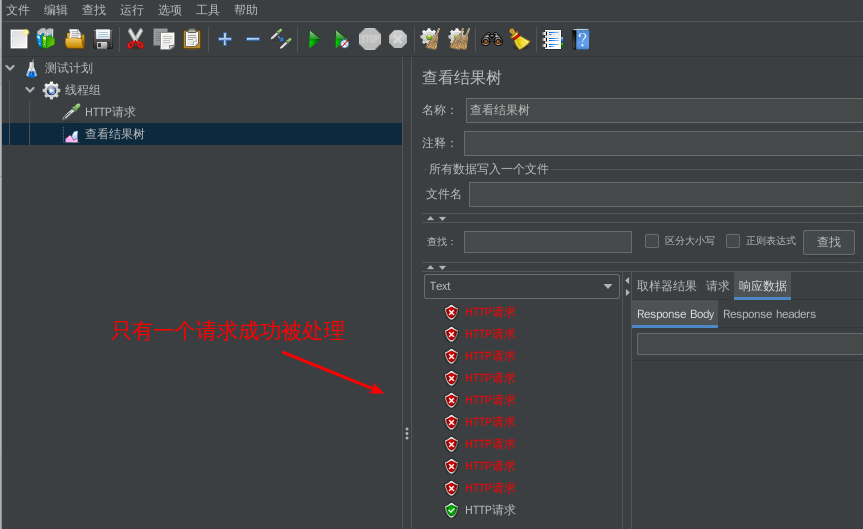 文件 编辑 查找 运行 选项 工具 帮助
STOP
测试计划
线程组
HTTP请求
查看结果树
查看结果树
名称： 查看结果树
注释：
所有数据写入一个文件
文件名
查找： 区分大小写 正则表达式 查找
Text
取样器结果 请求 响应数据
Response Body Response headers
只有一个请求成功被处理
HTTP请求
HTTP请求
HTTP请求
HTTP请求
HTTP请求
HTTP请求
HTTP请求
HTTP请求
HTTP请求
HTTP请求